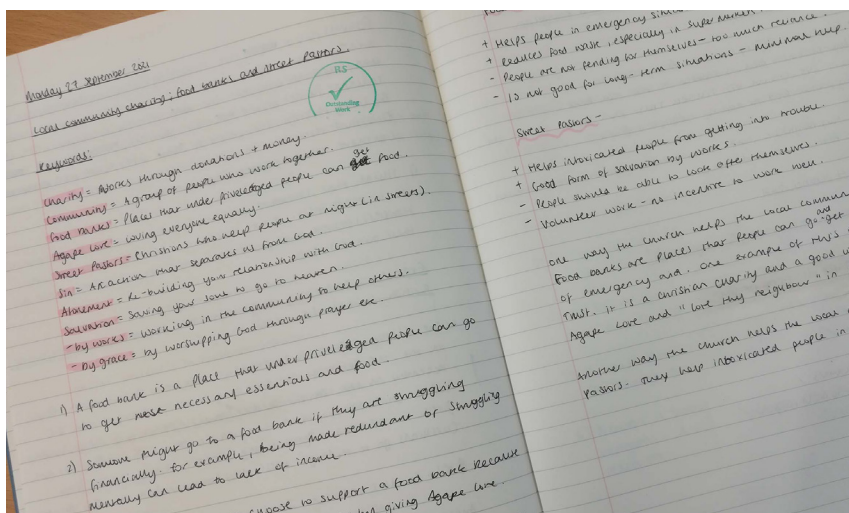 Monday 27 September 2021
Local community charity; food banks and street Pastors.
RS
Outstanding
Work
Keywords:
Charity = Works through donations + money.
Community = A group of people who work together.
get
Food banks = Places that under priveledged people can food.
Agape Love = Loving everyone equally.
Street Pastors = Christians who help people at night (in streets).
Sin = An action that separates us from God.
Atonement = Re-building your relationship with God.
Salvation = Saving your soul to go to heaven.
- by works = working in the community to help others.
- by grace = by worshipping God through prayer etc.
1) A food bank is a place that under priveledged people can go
to get necessary essentials and food.
2) Someone might go to a food bank if they are struggling
financially. For example, being made redundant or struggling
mentally can lead to lack of income.
choose to support a food bank because
giving Agape Love.
+ Helps people in emergency
+ Reduces food waste, especially in supermarkets
- People are not fending for themselves - too much reliance.
- Is not good for long-term situations - minimal help.
Street Pastors -
+ Helps intoxicated people from getting into trouble.
+ Good form of salvation by works.
- People should be able to look after themselves.
- Volunteer work - no incentive to work well.
One way the church helps the local
Food banks are places that people can go and get
of emergency and. one example of this
Trust. It is a christian charity and a good
Agape Love and "love thy neighbour" in
Another way the church helps the local
Pastors - they help intoxicated people in